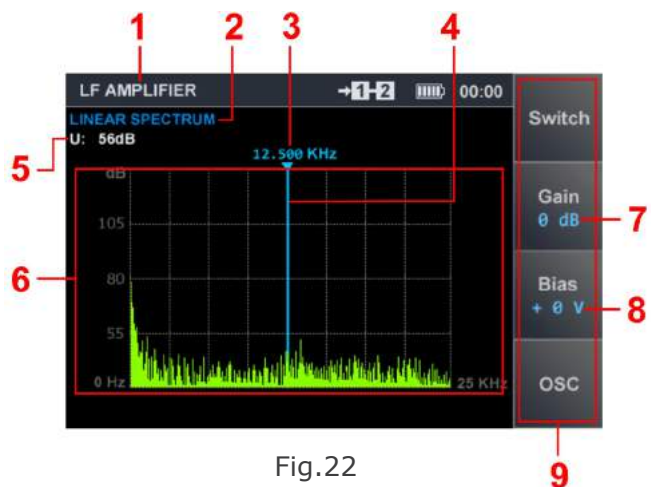 1 2 3 4
LF AMPLIFIER →1-2 00:00
LINEAR SPECTRUM
U: 56dB
5
12.500 KHz
dB
105
80
55
0 Hz 25 KHz
6
Switch
Gain
0 dB
7
Bias
+ 0 V
8
OSC
9
Fig.22